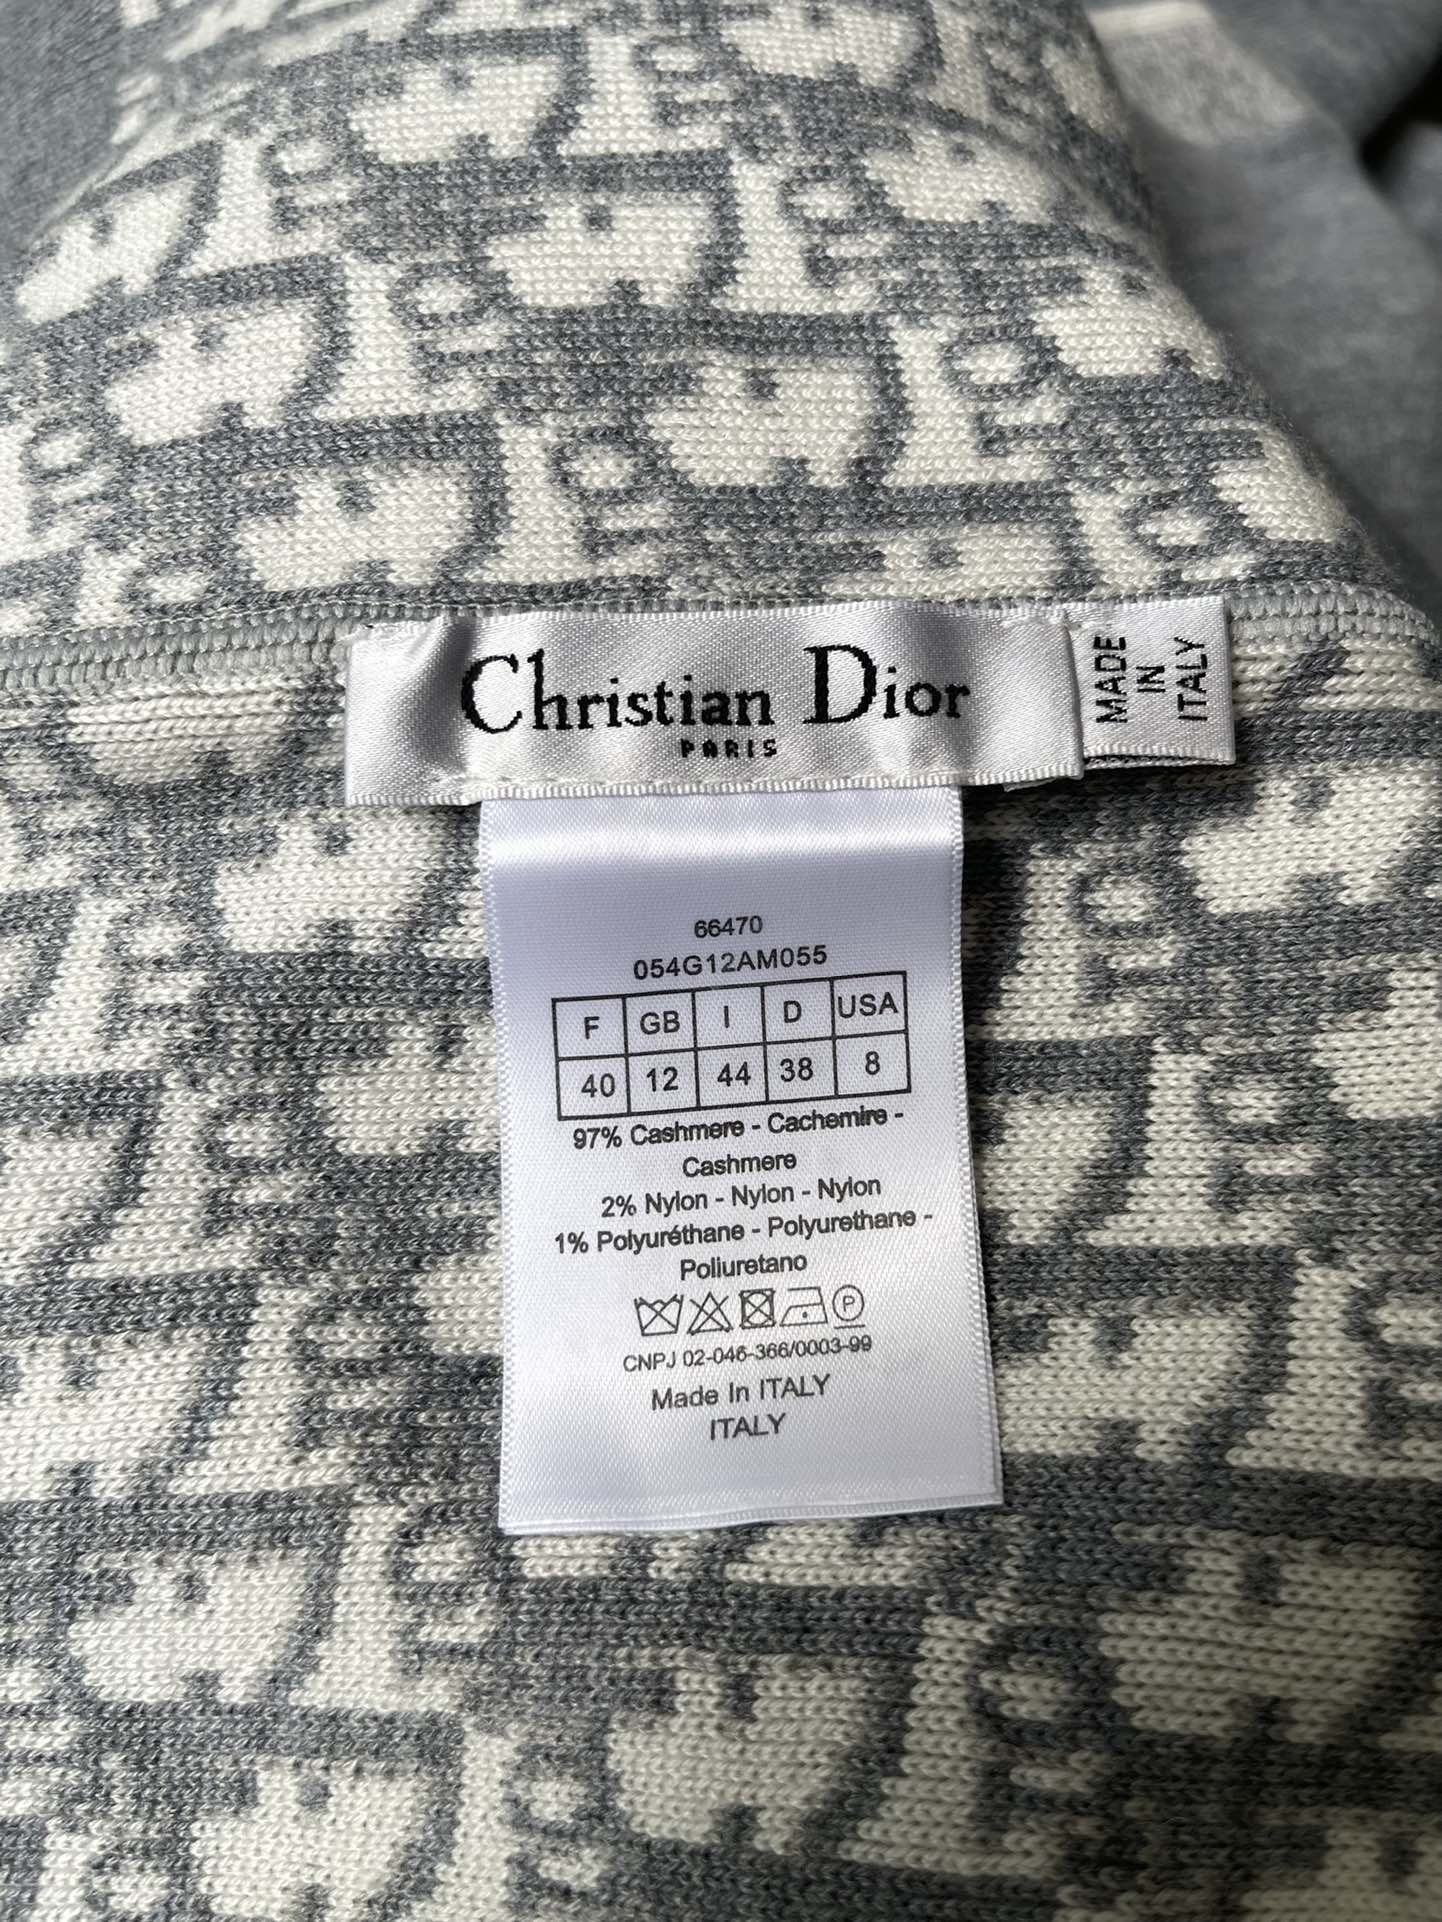 Christian Dior
PARIS
MADE
IN
ITALY
66470
054G12AM055
F GB I D USA
40 12 44 38 8
97% Cashmere - Cachemire -
Cashmere
2% Nylon - Nylon - Nylon
1% Polyuréthane - Polyurethane -
Poliuretano
P
CNPJ 02-046-366/0003-99
Made In ITALY
ITALY